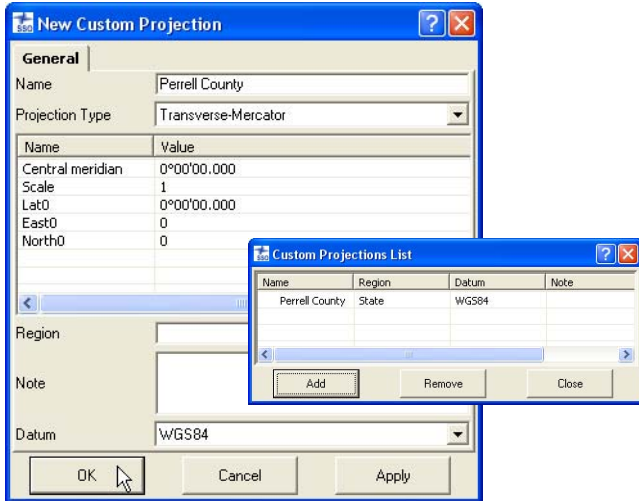 SSO New Custom Projection
General
Name Perrell County
Projection Type Transverse-Mercator
Name Value
Central meridian 0°00'00.000
Scale 1
Lat0 0°00'00.000
East0 0
North0 0
Region
Note
Datum WGS84
OK Cancel Apply
SSO Custom Projections List
Name Region Datum Note
Perrell County State WGS84
Add Remove Close